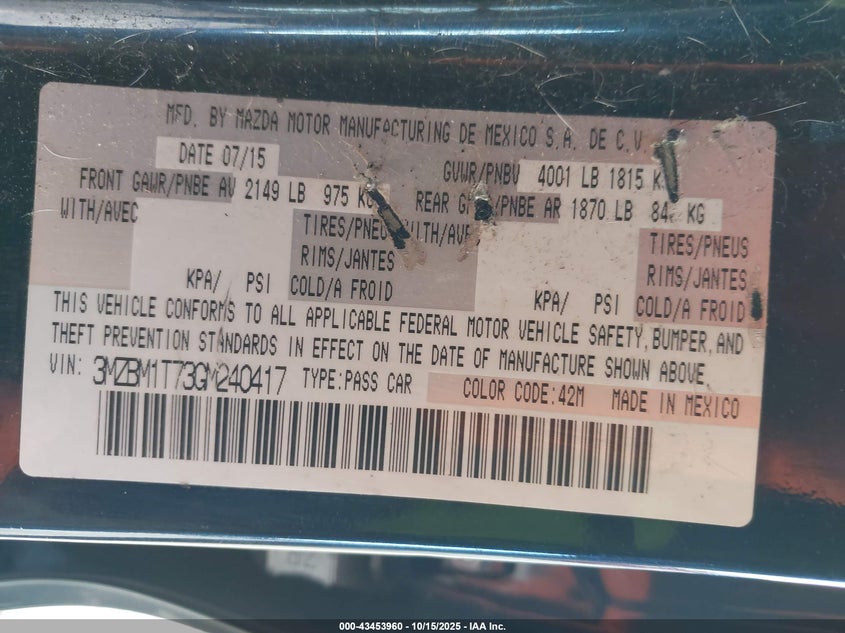 MFD. BY MAZDA MOTOR MANUFACTURING DE MEXICO S.A. DE C.V.
DATE 07/15 GVWR/PNBV 4001 LB 1815 KG
FRONT GAWR/PNBE AV 2149 LB 975 KG REAR /PNBE AR 1870 LB KG
WITH/AVEC TIRES/PNEUS WITH/AVEC TIRES/PNEUS
RIMS/JANTES RIMS/JANTES
KPA/ PSI COLD/A FROID KPA/ PSI COLD/A FROID
THIS VEHICLE CONFORMS TO ALL APPLICABLE FEDERAL MOTOR VEHICLE SAFETY, BUMPER, AND
THEFT PREVENTION STANDARDS IN EFFECT ON THE DATE OF MANUFACTURE SHOWN ABOVE.
VIN: 3MZBM1T73GM240417 TYPE:PASS CAR COLOR CODE:42M MADE IN MEXICO
000-43453960 - 10/15/2025 - IAA Inc.